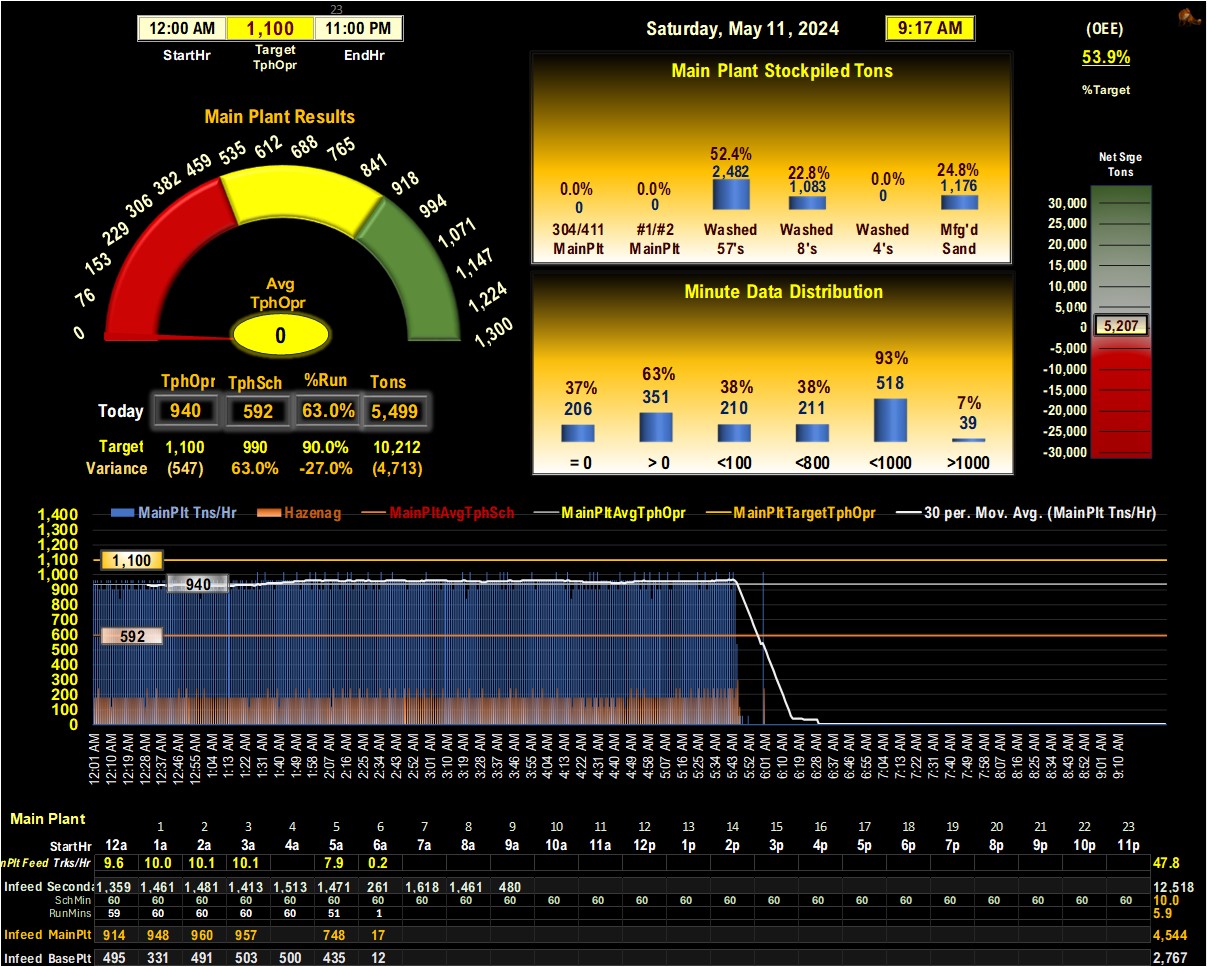 23
12:00 AM 1,100 11:00 PM
StartHr Target TphOpr EndHr
Saturday, May 11, 2024 9:17 AM
(OEE)
53.9%
%Target
Main Plant Results
0 76 153 229 306 382 459 535 612 688 765 841 918 994 1,071 1,147 1,224 1,300
Avg
TphOpr
0
TphOpr TphSch %Run Tons
Today 940 592 63.0% 5,499
Target 1,100 990 90.0% 10,212
Variance (547) 63.0% -27.0% (4,713)
Main Plant Stockpiled Tons
0.0% 0.0% 52.4% 22.8% 0.0% 24.8%
0 0 2,482 1,083 0 1,176
304/411 #1/#2 Washed Washed Washed Mfg'd
MainPlt MainPlt 57's 8's 4's Sand
Minute Data Distribution
37% 63% 38% 38% 93% 7%
206 351 210 211 518 39
= 0 > 0 <100 <800 <1000 >1000
Net Srge
Tons
30,000
25,000
20,000
15,000
10,000
5,000
0
5,207
-5,000
-10,000
-15,000
-20,000
-25,000
-30,000
MainPlt Tns/Hr Hazenag MainPltAvgTphSch MainPltAvgTphOpr MainPltTargetTphOpr 30 per. Mov. Avg. (MainPlt Tns/Hr)
1,400
1,300
1,200
1,100
1,000
900
800
700
600
500
400
300
200
100
0
1,100
940
592
12:01 AM 12:10 AM 12:19 AM 12:28 AM 12:37 AM 12:46 AM 12:55 AM 1:04 AM 1:13 AM 1:22 AM 1:31 AM 1:40 AM 1:49 AM 1:58 AM 2:07 AM 2:16 AM 2:25 AM 2:34 AM 2:43 AM 2:52 AM 3:01 AM 3:10 AM 3:19 AM 3:28 AM 3:37 AM 3:46 AM 3:55 AM 4:04 AM 4:13 AM 4:22 AM 4:31 AM 4:40 AM 4:49 AM 4:58 AM 5:07 AM 5:16 AM 5:25 AM 5:34 AM 5:43 AM 5:52 AM 6:01 AM 6:10 AM 6:19 AM 6:28 AM 6:37 AM 6:46 AM 6:55 AM 7:04 AM 7:13 AM 7:22 AM 7:31 AM 7:40 AM 7:49 AM 7:58 AM 8:07 AM 8:16 AM 8:25 AM 8:34 AM 8:43 AM 8:52 AM 9:01 AM 9:10 AM
Main Plant
1 2 3 4 5 6 7 8 9 10 11 12 13 14 15 16 17 18 19 20 21 22 23
StartHr 12a 1a 2a 3a 4a 5a 6a 7a 8a 9a 10a 11a 12p 1p 2p 3p 4p 5p 6p 7p 8p 9p 10p 11p
nPlt Feed Trks/Hr 9.6 10.0 10.1 10.1 7.9 0.2 47.8
Infeed Seconda 1,359 1,461 1,481 1,413 1,513 1,471 261 1,618 1,461 480 12,518
SchMin 60 60 60 60 60 60 60 60 60 60 60 60 60 60 60 60 60 60 60 60 60 60 60 60 10.0
RunMins 59 60 60 60 60 51 1 5.9
Infeed MainPlt 914 948 960 957 748 17 4,544
Infeed BasePlt 495 331 491 503 500 435 12 2,767